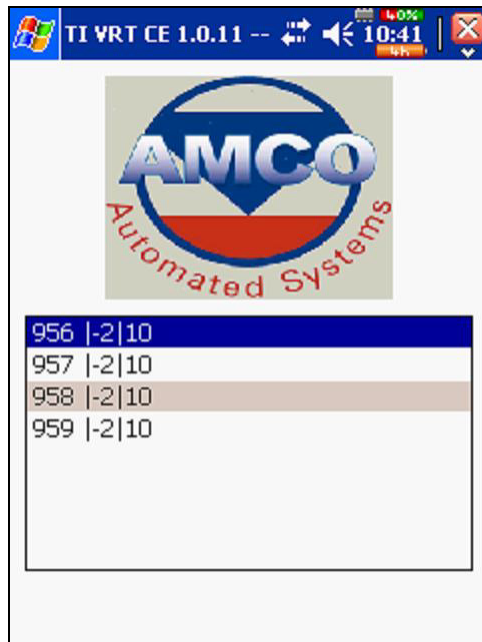 TI VRT CE 1.0.11 -- 10:41
40%
4h
AMCO
Automated Systems
956 |-2|10
957 |-2|10
958 |-2|10
959 |-2|10